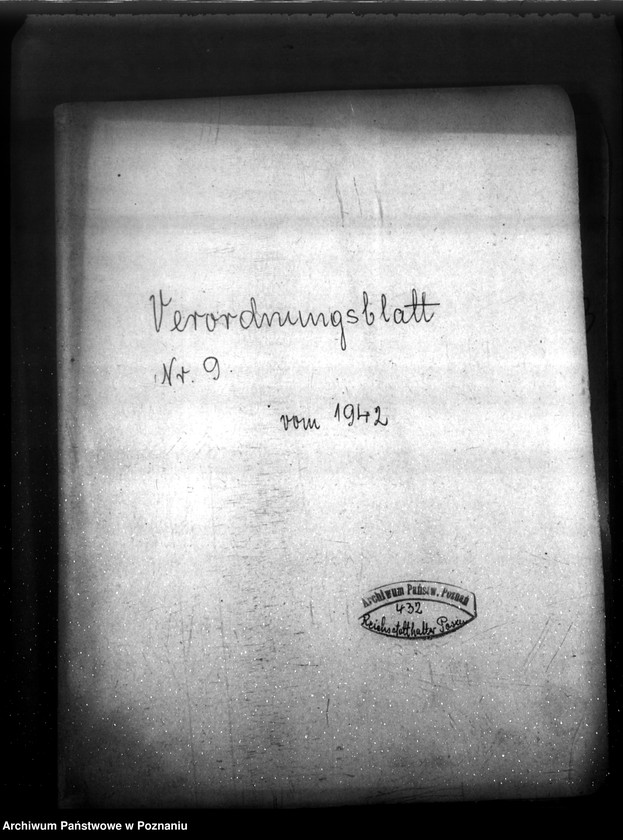 Verordnungsblatt
Nr. 9
vom 1942
Archiwum Państw. Poznań
432
Reichsstatthalter Posen
Archiwum Państwowe w Poznaniu